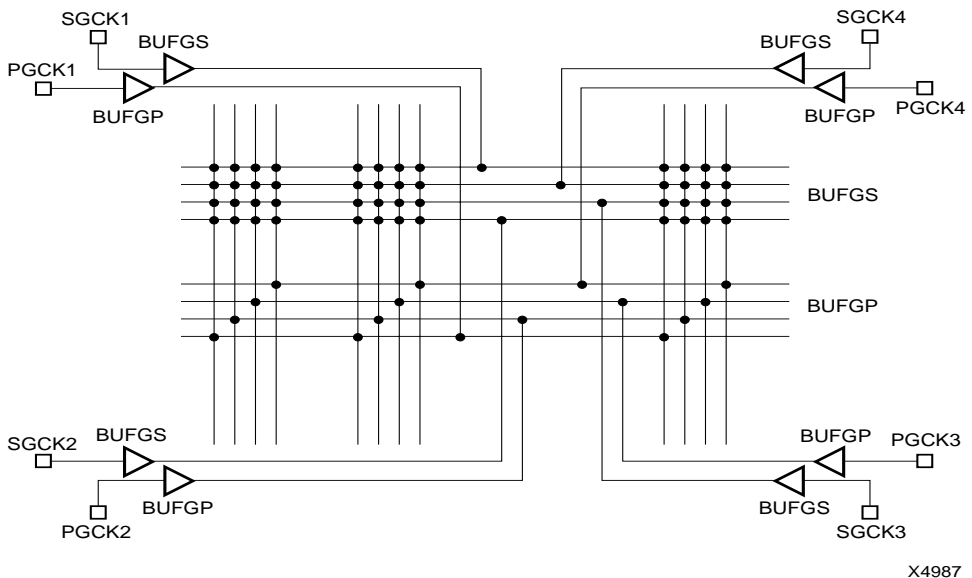 SGCK1
SGCK4
BUFGS
BUFGS
PGCK1
BUFGP
BUFGP
PGCK4
BUFGS
BUFGP
SGCK2
BUFGS
BUFGP
PGCK3
BUFGP
BUFGS
PGCK2
SGCK3
X4987